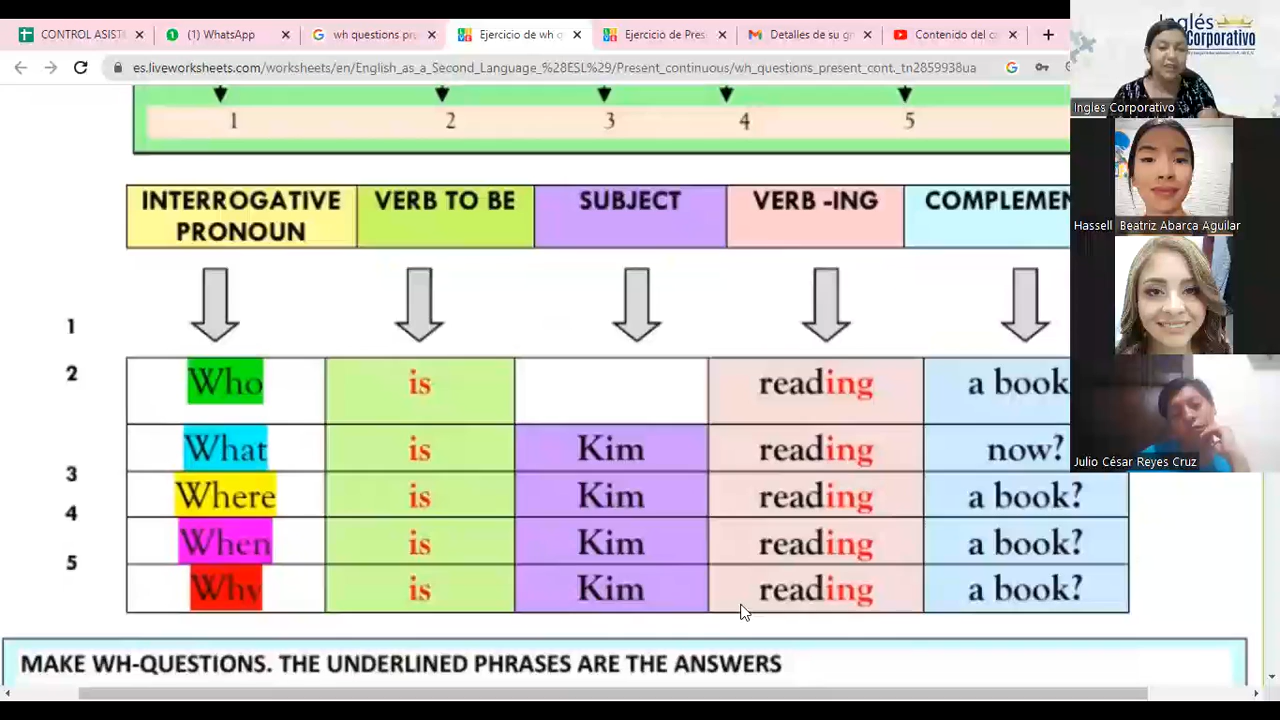 CONTROL ASIST
(1) WhatsApp
wh questions pre
Ejercicio de wh q
Ejercicio de Pres
Detalles de su gm
Contenido del c
es.liveworksheets.com/worksheets/en/English_as_a_Second_Language_%28ESL%29/Present_continuous/wh_questions_present_cont._tn2859938ua
Inglés
Corporativo
Ingles Corporativo
Hassell Beatriz Abarca Aguilar
Julio César Reyes Cruz
1 2 3 4 5
INTERROGATIVE PRONOUN VERB TO BE SUBJECT VERB -ING COMPLEMEN
1
2 Who is reading a book
What is Kim reading now?
3 Where is Kim reading a book?
4 When is Kim reading a book?
5 Why is Kim reading a book?
MAKE WH-QUESTIONS. THE UNDERLINED PHRASES ARE THE ANSWERS